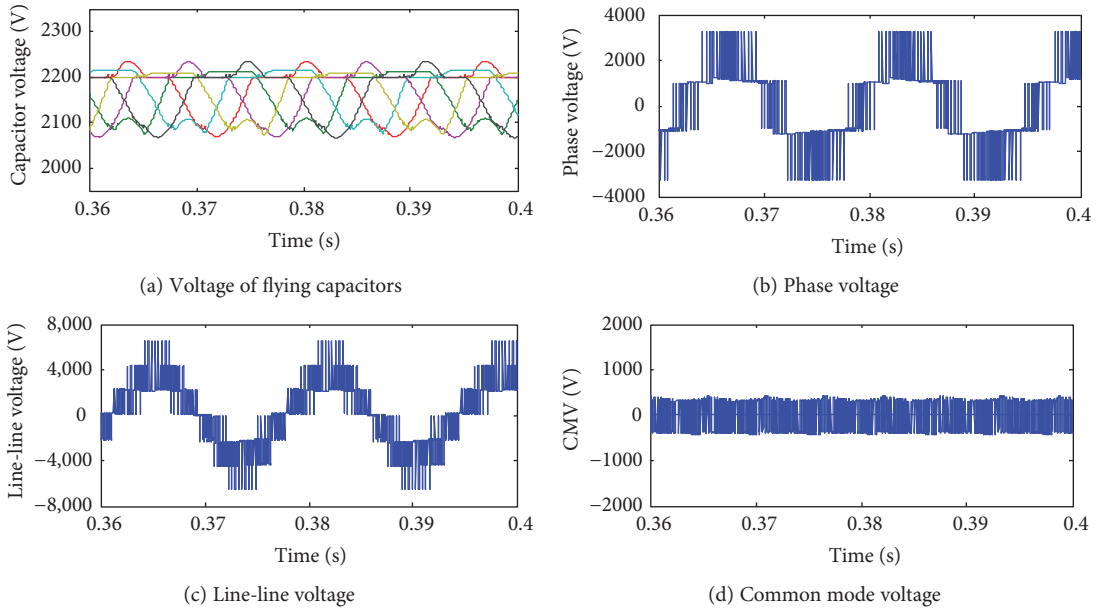 Capacitor voltage (V)
2300
2200
2100
2000
0.36 0.37 0.38 0.39 0.4
Time (s)
(a) Voltage of flying capacitors
Phase voltage (V)
4000
2000
0
−2000
−4000
0.36 0.37 0.38 0.39 0.4
Time (s)
(b) Phase voltage
Line-line voltage (V)
8,000
4,000
0
−4,000
−8,000
0.36 0.37 0.38 0.39 0.4
Time (s)
(c) Line-line voltage
CMV (V)
2000
1000
0
−1000
−2000
0.36 0.37 0.38 0.39 0.4
Time (s)
(d) Common mode voltage